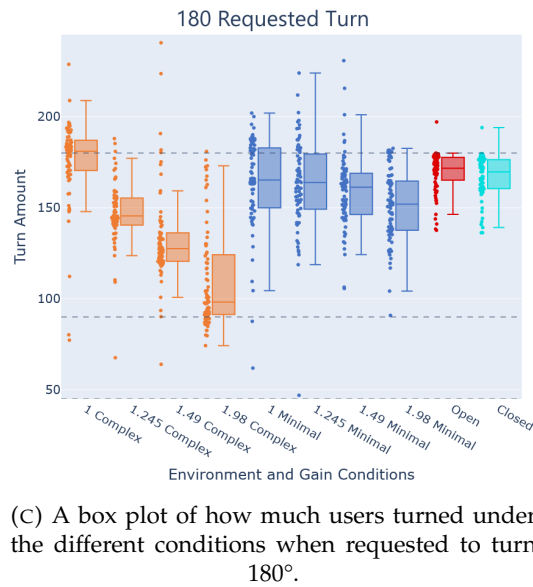 180 Requested Turn
200
150
100
50
Turn Amount
1 Complex
1.245 Complex
1.49 Complex
1.98 Complex
1 Minimal
1.245 Minimal
1.49 Minimal
1.98 Minimal
Open
Closed
Environment and Gain Conditions
(C) A box plot of how much users turned under
the different conditions when requested to turn
180°.